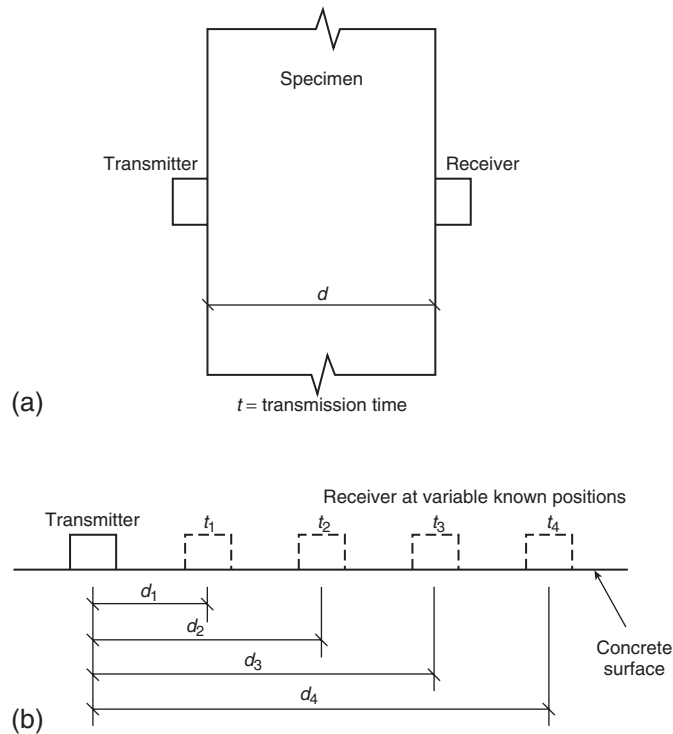 Specimen
Transmitter
Receiver
d
(a)
t = transmission time
Receiver at variable known positions
Transmitter
t1
t2
t3
t4
d1
d2
d3
d4
Concrete
surface
(b)